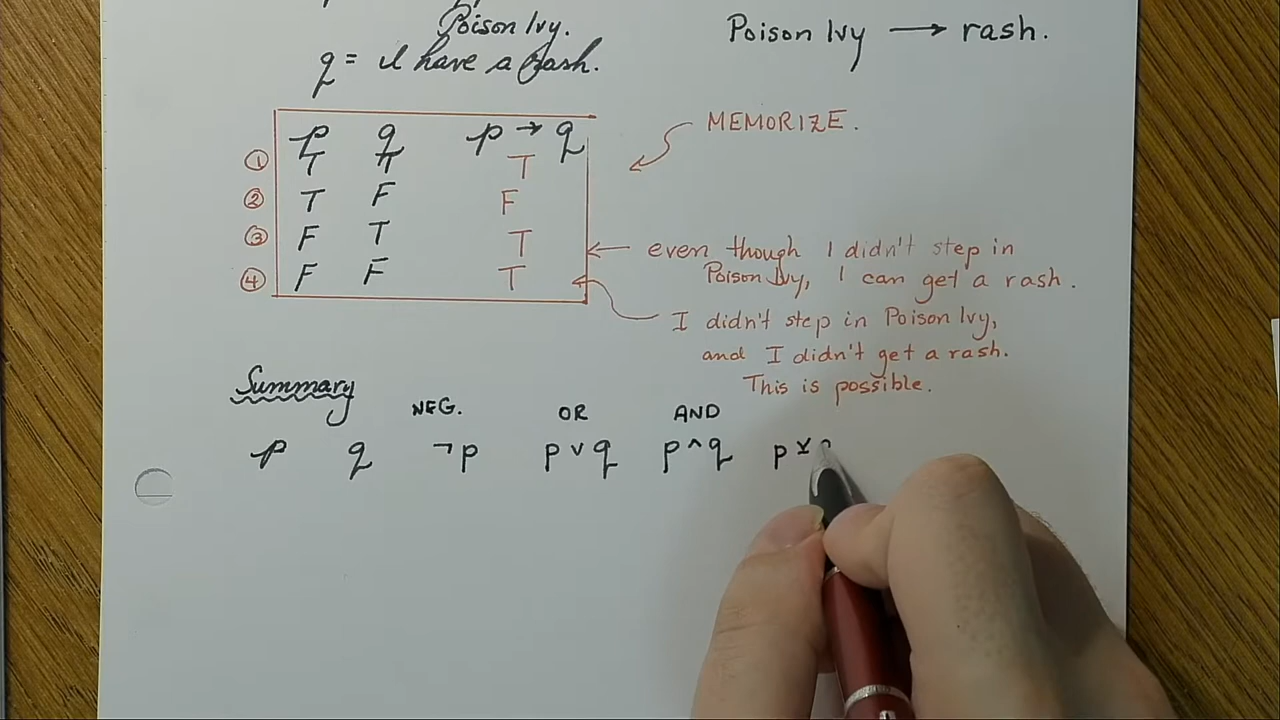 Poison Ivy.
Poison Ivy → rash.
q = I have a rash.
p q p → q
MEMORIZE.
① T T T
② T F F
③ F T T
④ F F T
even though I didn't step in
Poison Ivy, I can get a rash.
I didn't step in Poison Ivy,
and I didn't get a rash.
This is possible.
Summary
NEG. OR AND
p q ¬p p ∨ q p ∧ q p ⊻